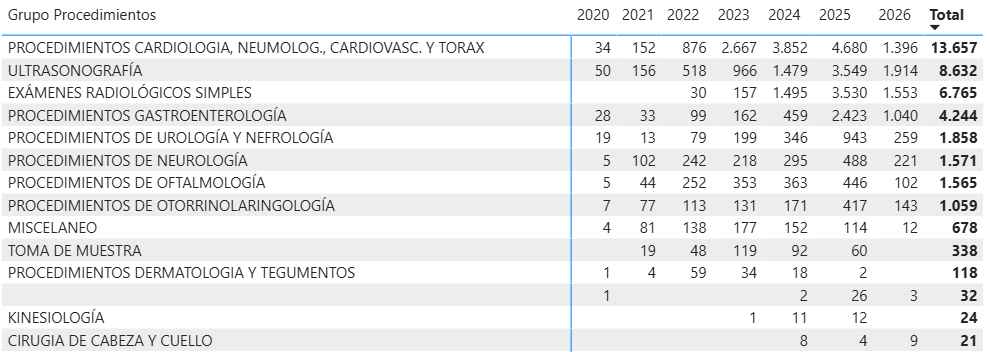 Grupo Procedimientos 2020 2021 2022 2023 2024 2025 2026 Total
PROCEDIMIENTOS CARDIOLOGIA, NEUMOLOG., CARDIOVASC. Y TORAX 34 152 876 2.667 3.852 4.680 1.396 13.657
ULTRASONOGRAFÍA 50 156 518 966 1.479 3.549 1.914 8.632
EXÁMENES RADIOLÓGICOS SIMPLES 30 157 1.495 3.530 1.553 6.765
PROCEDIMIENTOS GASTROENTEROLOGÍA 28 33 99 162 459 2.423 1.040 4.244
PROCEDIMIENTOS DE UROLOGÍA Y NEFROLOGÍA 19 13 79 199 346 943 259 1.858
PROCEDIMIENTOS DE NEUROLOGÍA 5 102 242 218 295 488 221 1.571
PROCEDIMIENTOS DE OFTALMOLOGÍA 5 44 252 353 363 446 102 1.565
PROCEDIMIENTOS DE OTORRINOLARINGOLOGÍA 7 77 113 131 171 417 143 1.059
MISCELANEO 4 81 138 177 152 114 12 678
TOMA DE MUESTRA 19 48 119 92 60 338
PROCEDIMIENTOS DERMATOLOGIA Y TEGUMENTOS 1 4 59 34 18 2 118
1 2 26 3 32
KINESIOLOGÍA 1 11 12 24
CIRUGIA DE CABEZA Y CUELLO 8 4 9 21